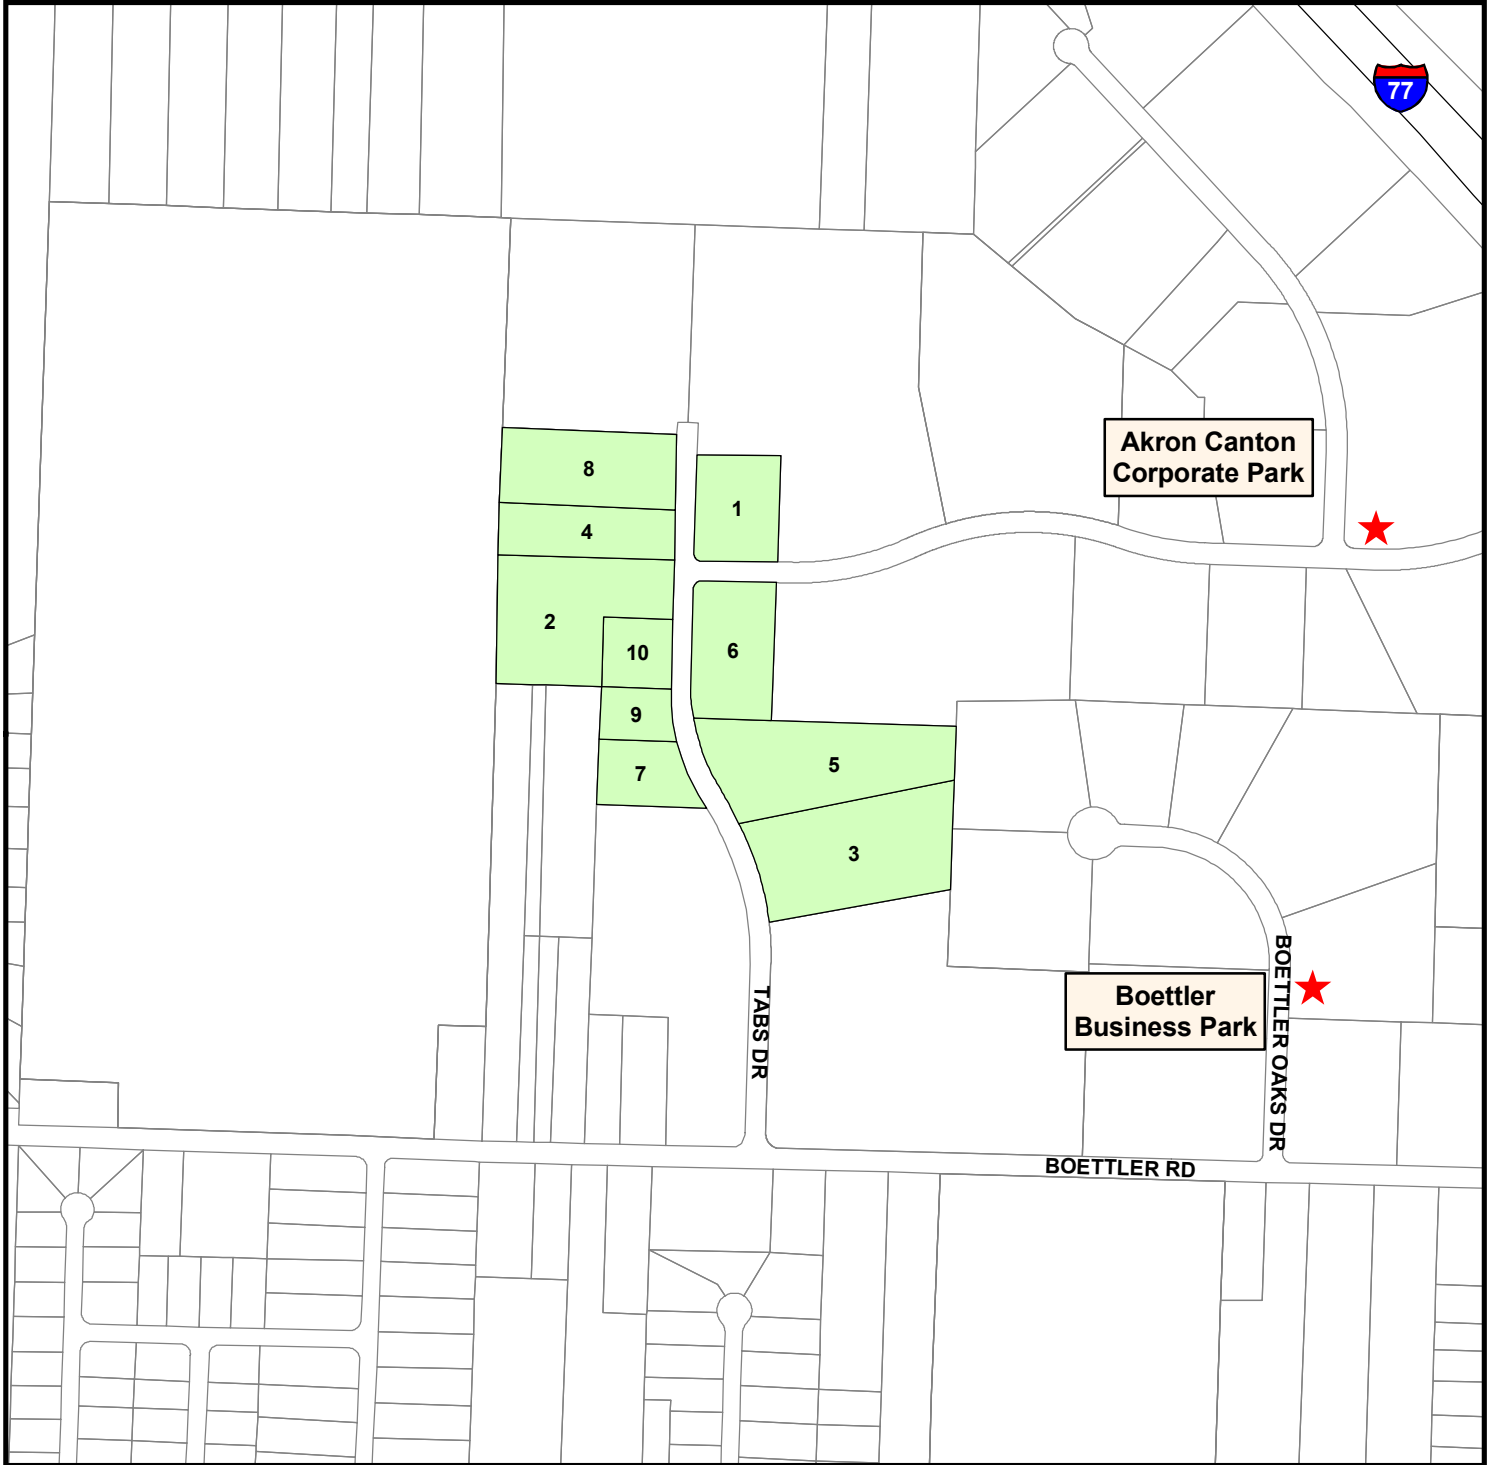 77
Akron Canton
Corporate Park
8
1
4
2
10
6
9
5
7
3
TABS DR
BOETTLER OAKS DR
Boettler
Business Park
BOETTLER RD